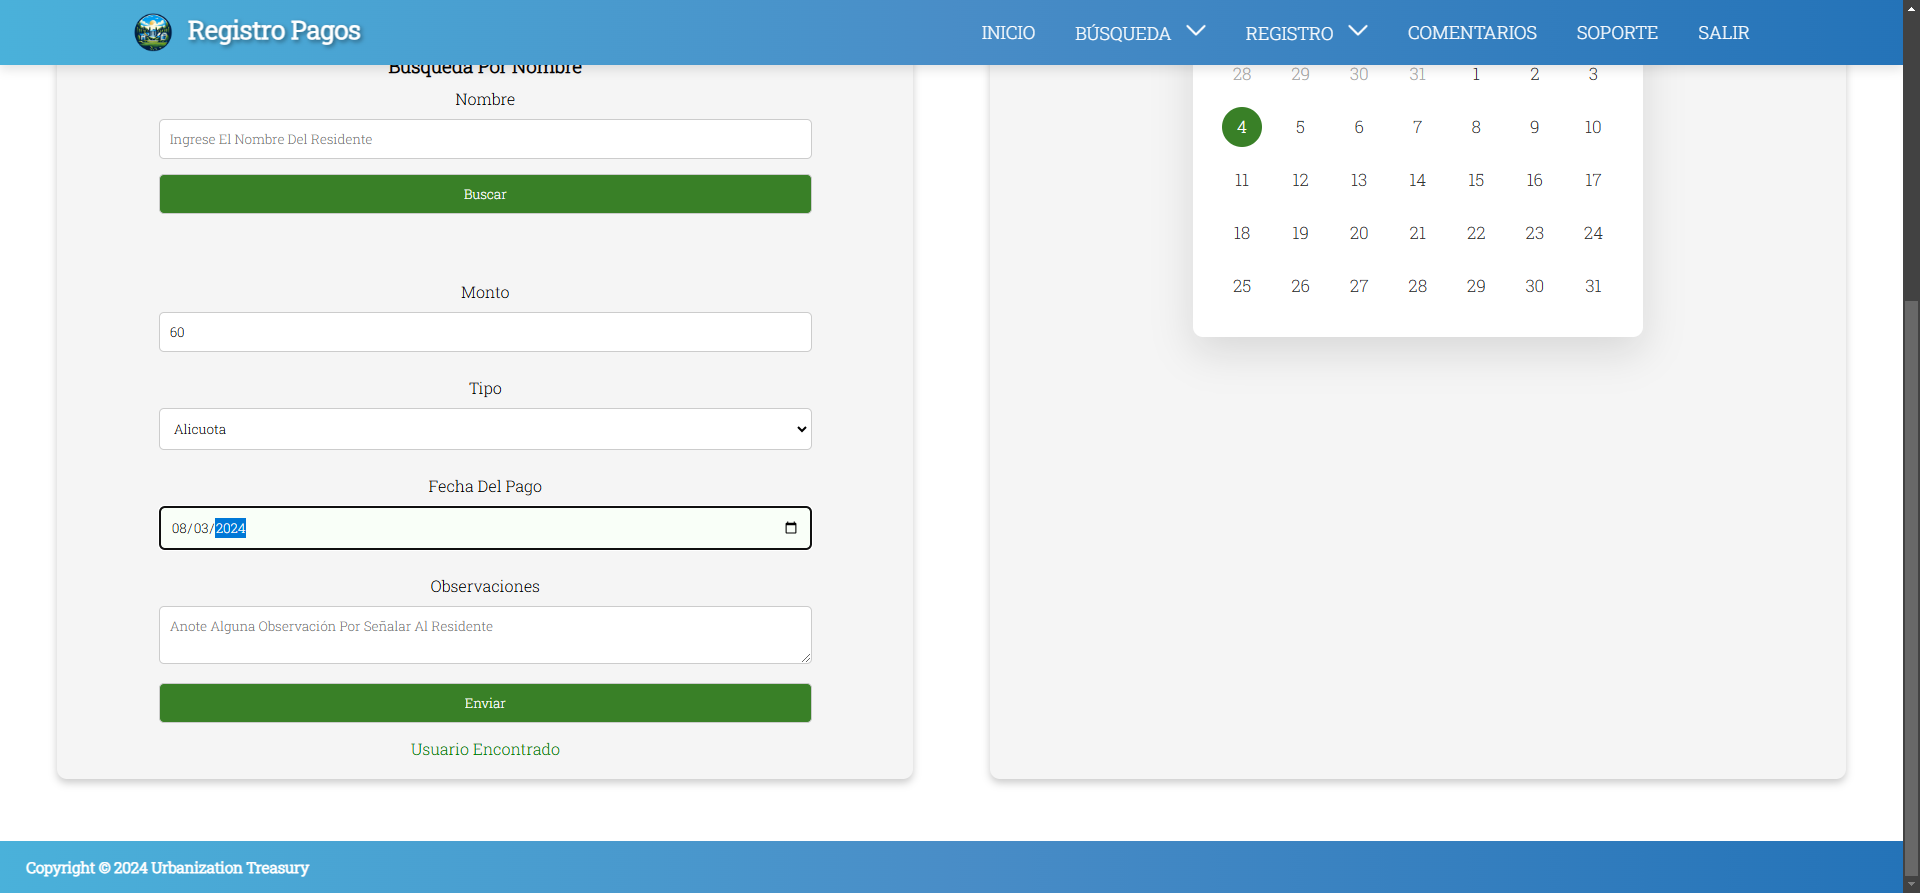 Registro Pagos
INICIO BÚSQUEDA REGISTRO COMENTARIOS SOPORTE SALIR
Búsqueda Por Nombre
Nombre
Ingrese El Nombre Del Residente
Buscar
Monto
60
Tipo
Alicuota
Fecha Del Pago
08/03/2024
Observaciones
Anote Alguna Observación Por Señalar Al Residente
Enviar
Usuario Encontrado
28 29 30 31 1 2 3
4 5 6 7 8 9 10
11 12 13 14 15 16 17
18 19 20 21 22 23 24
25 26 27 28 29 30 31
Copyright © 2024 Urbanization Treasury